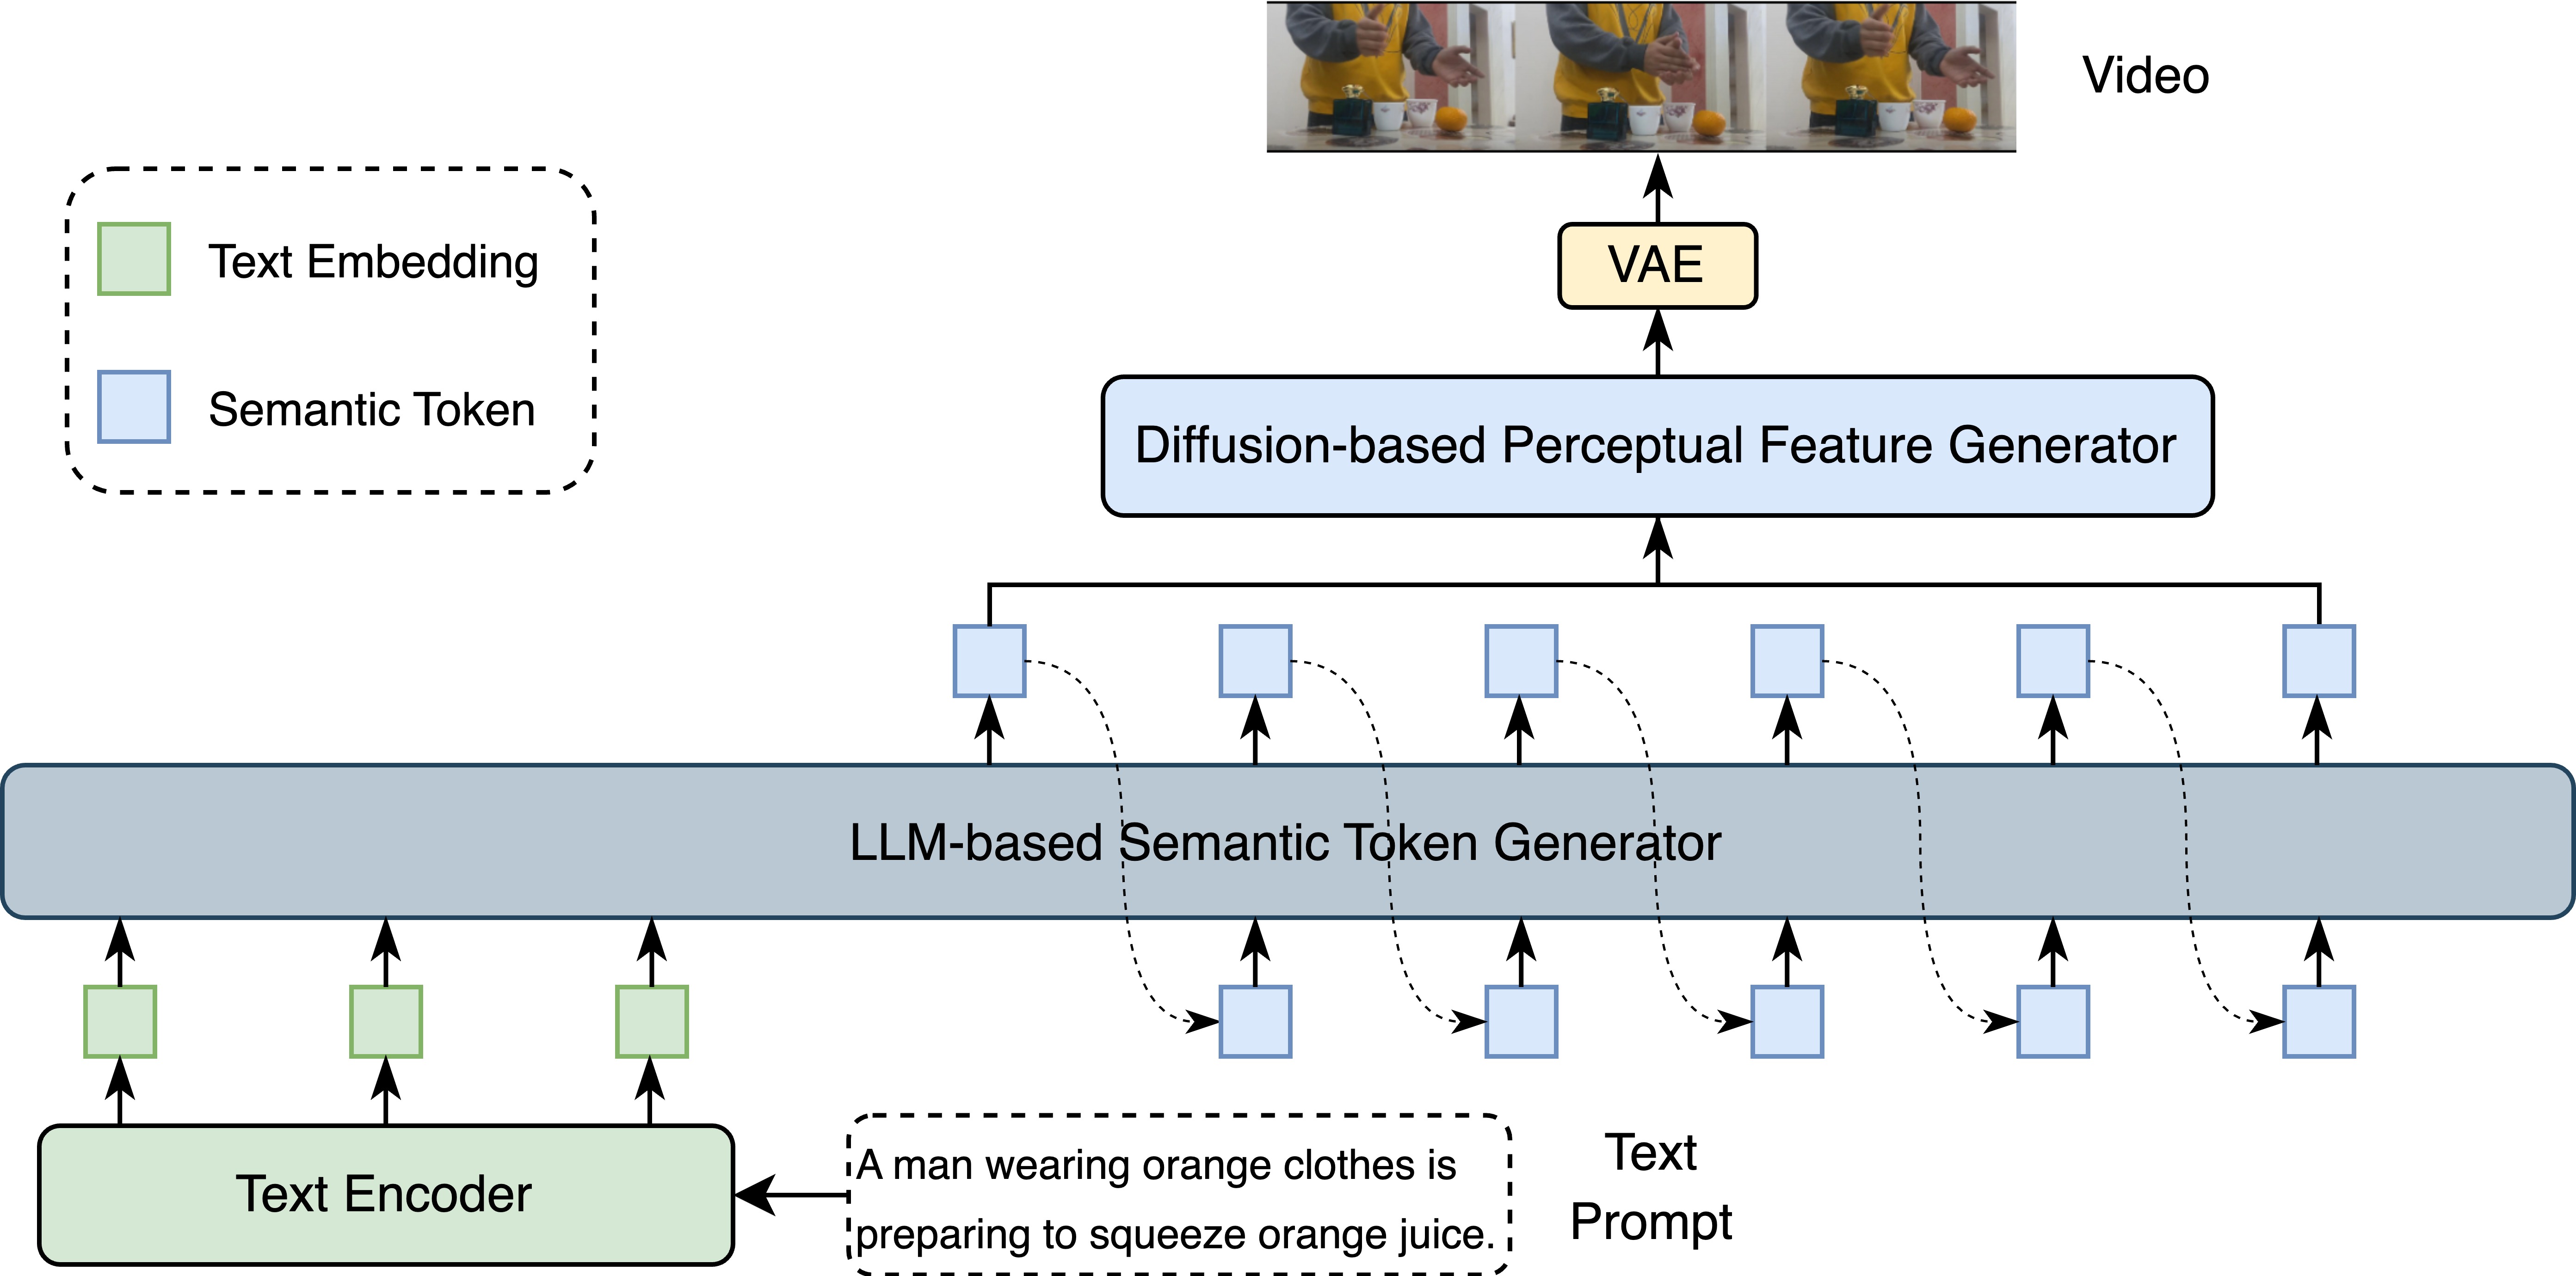 Video
Text Embedding
VAE
Semantic Token
Diffusion-based Perceptual Feature Generator
LLM-based Semantic Token Generator
Text Encoder
A man wearing orange clothes is
preparing to squeeze orange juice.
Text
Prompt